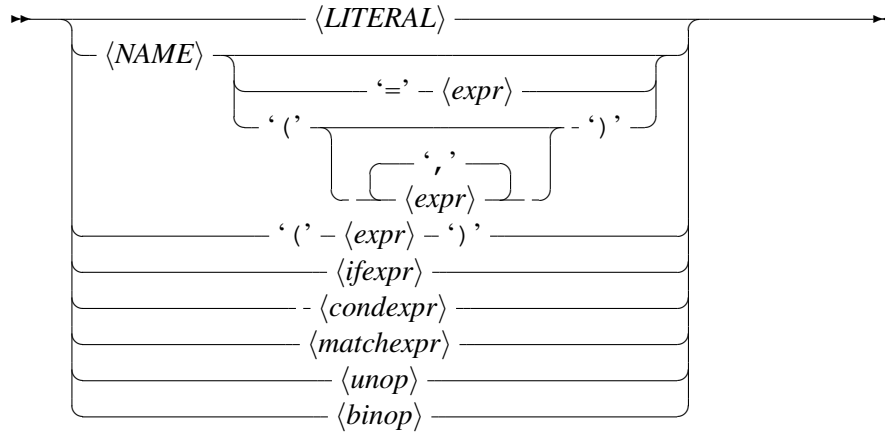 ⟨LITERAL⟩
⟨NAME⟩
‘=’ ⟨expr⟩
‘(’ ‘)’
‘,’
⟨expr⟩
‘(’ ⟨expr⟩ ‘)’
⟨ifexpr⟩
⟨condexpr⟩
⟨matchexpr⟩
⟨unop⟩
⟨binop⟩